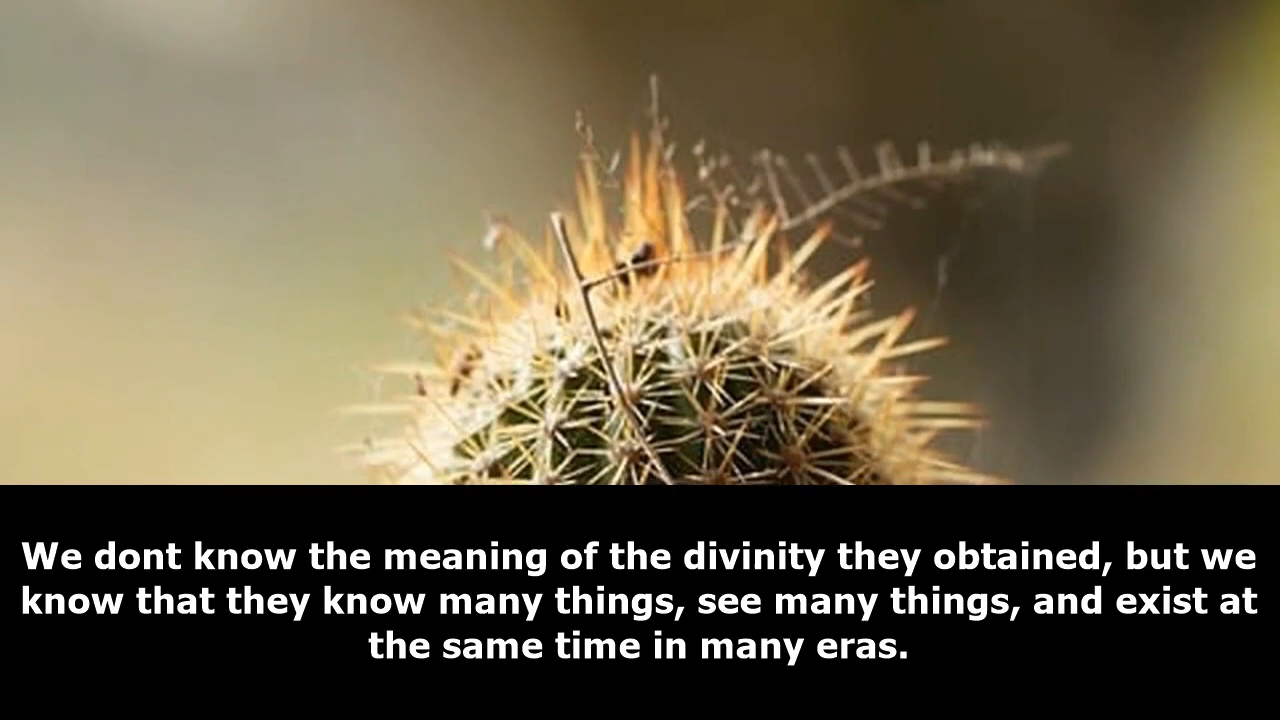 We dont know the meaning of the divinity they obtained, but we
know that they know many things, see many things, and exist at
the same time in many eras.